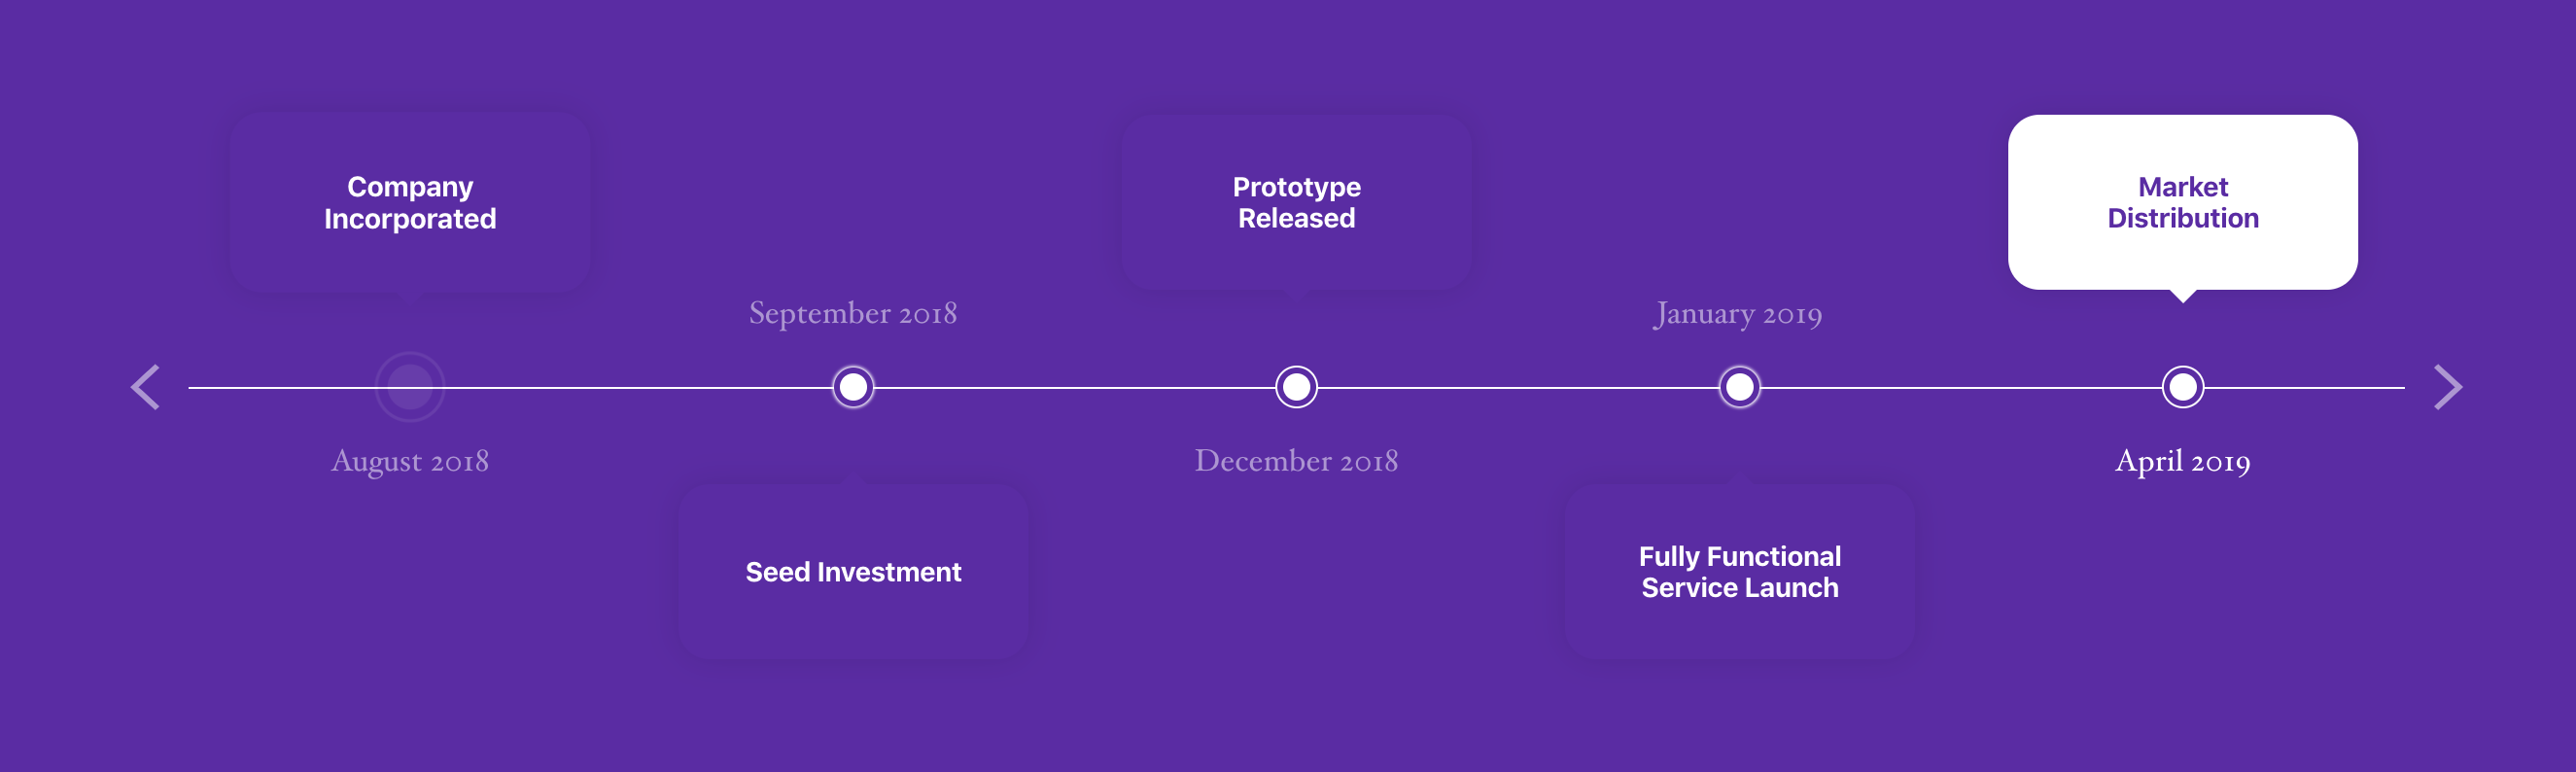 Company
Incorporated
August 2018
September 2018
Seed Investment
Prototype
Released
December 2018
January 2019
Fully Functional
Service Launch
Market
Distribution
April 2019